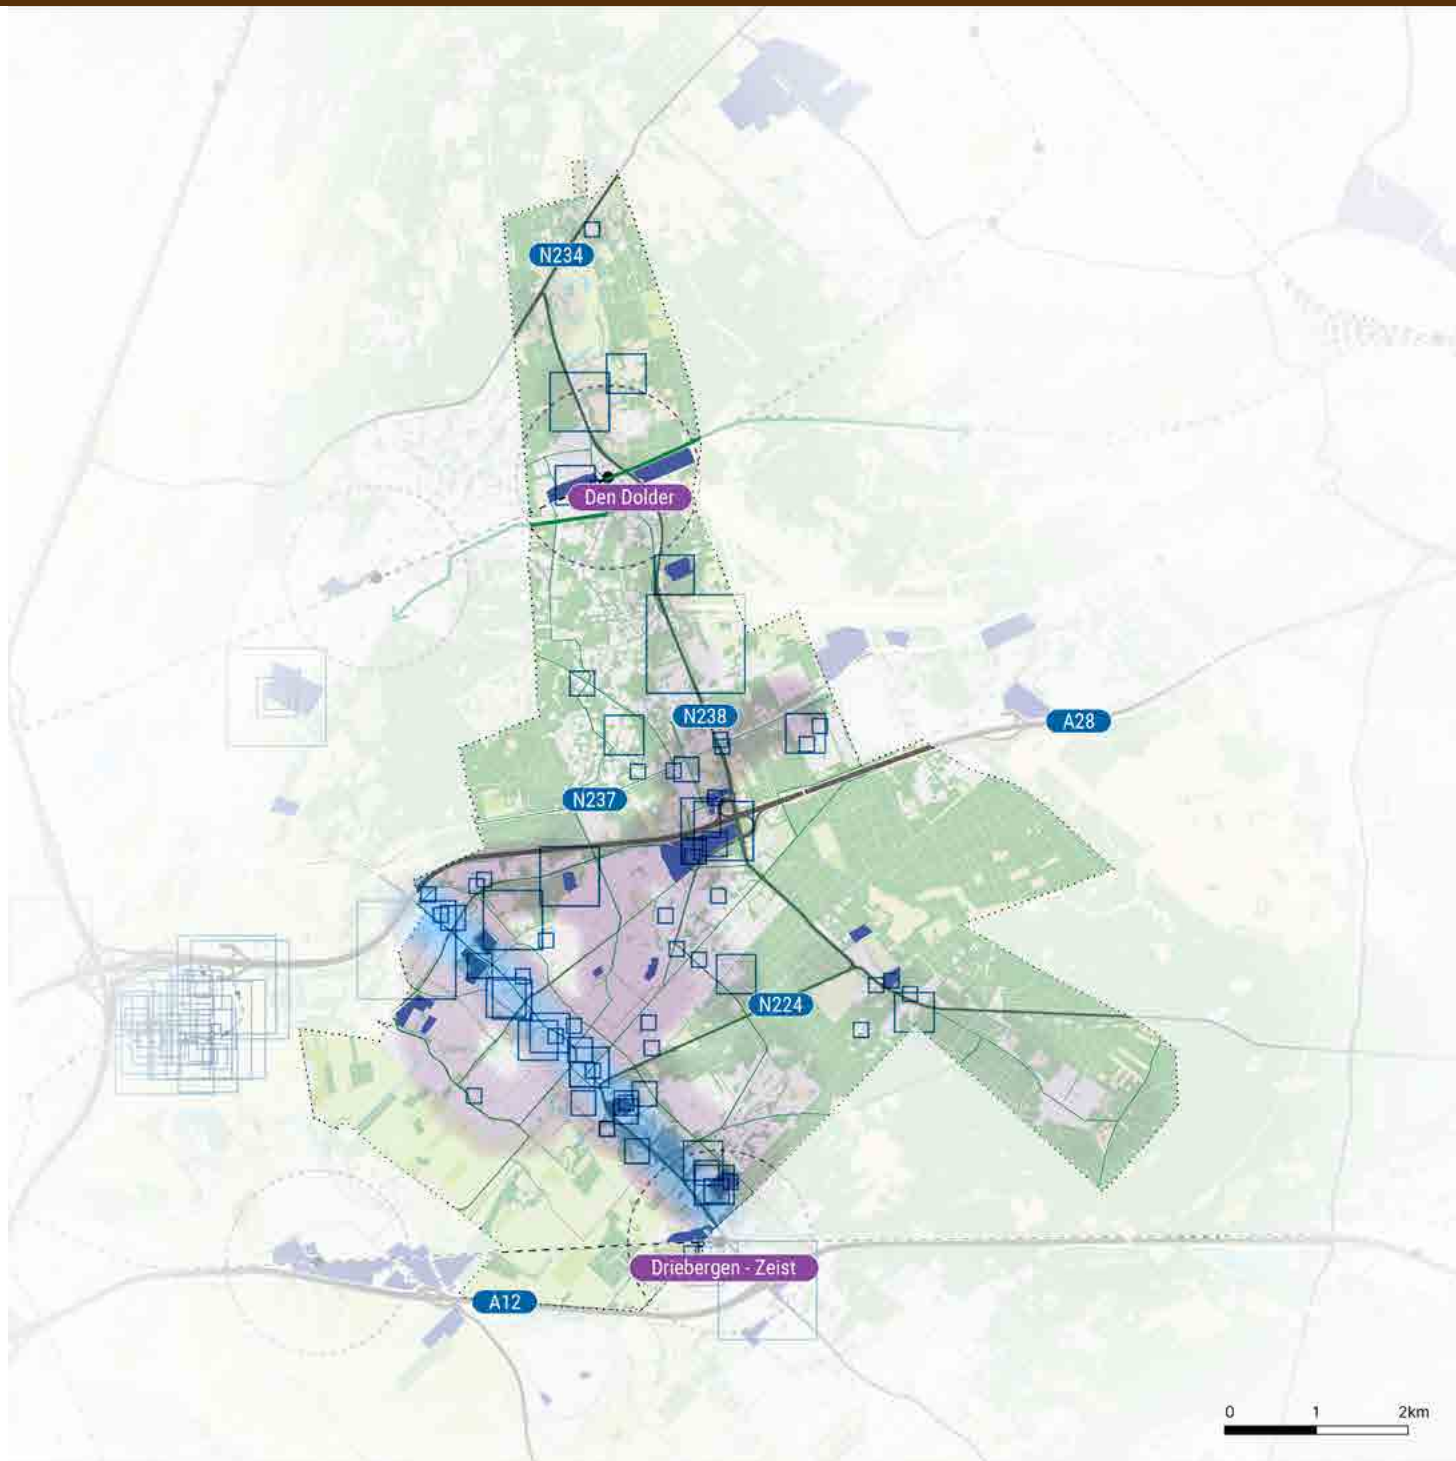 N234
Den Dolder
N238
A28
N237
N224
Driebergen - Zeist
A12
0 1 2km